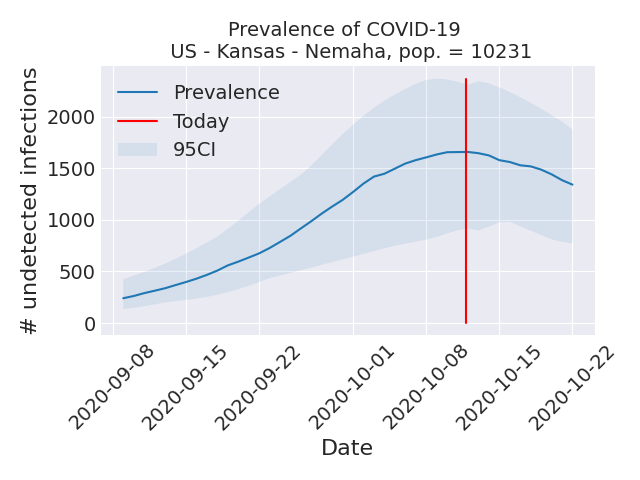 Prevalence of COVID-19
US - Kansas - Nemaha, pop. = 10231
# undetected infections
2000
1500
1000
500
0
Prevalence
Today
95CI
2020-09-08
2020-09-15
2020-09-22
2020-10-01
2020-10-08
2020-10-15
2020-10-22
Date